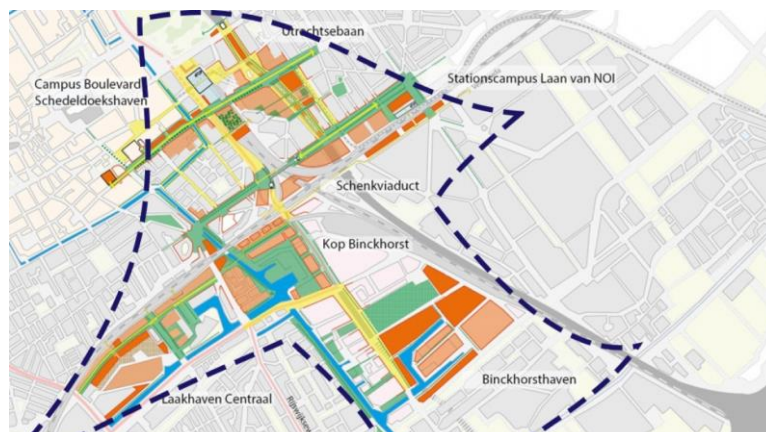 Utrechtsebaan
Campus Boulevard
Schedeldoekshaven
Stationscampus Laan van NOI
Schenkviaduct
Kop Binckhorst
Binckhorsthaven
Laakhaven Centraal